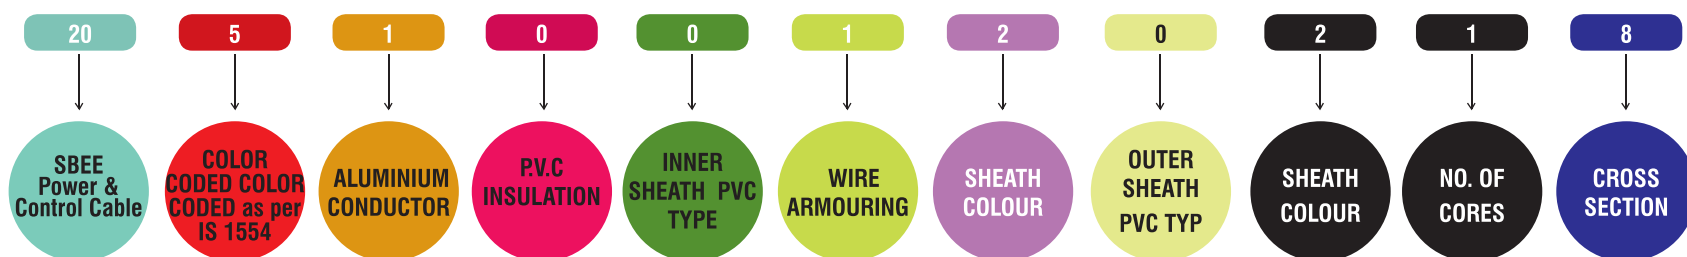 20 5 1 0 0 1 2 0 2 1 8
SBEE
Power &
Control Cable
COLOR
CODED COLOR
CODED as per
IS 1554
ALUMINIUM
CONDUCTOR
P.V.C
INSULATION
INNER
SHEATH PVC
TYPE
WIRE
ARMOURING
SHEATH
COLOUR
OUTER
SHEATH
PVC TYP
SHEATH
COLOUR
NO. OF
CORES
CROSS
SECTION